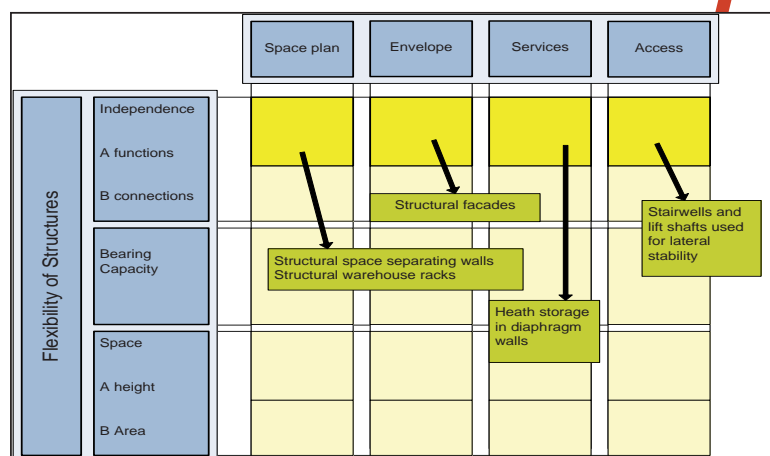 Space plan
Envelope
Services
Access
Flexibility of Structures
Independence
A functions
B connections
Structural facades
Stairwells and
lift shafts used
for lateral
stability
Bearing
Capacity
Structural space separating walls
Structural warehouse racks
Heath storage
in diaphragm
walls
Space
A height
B Area